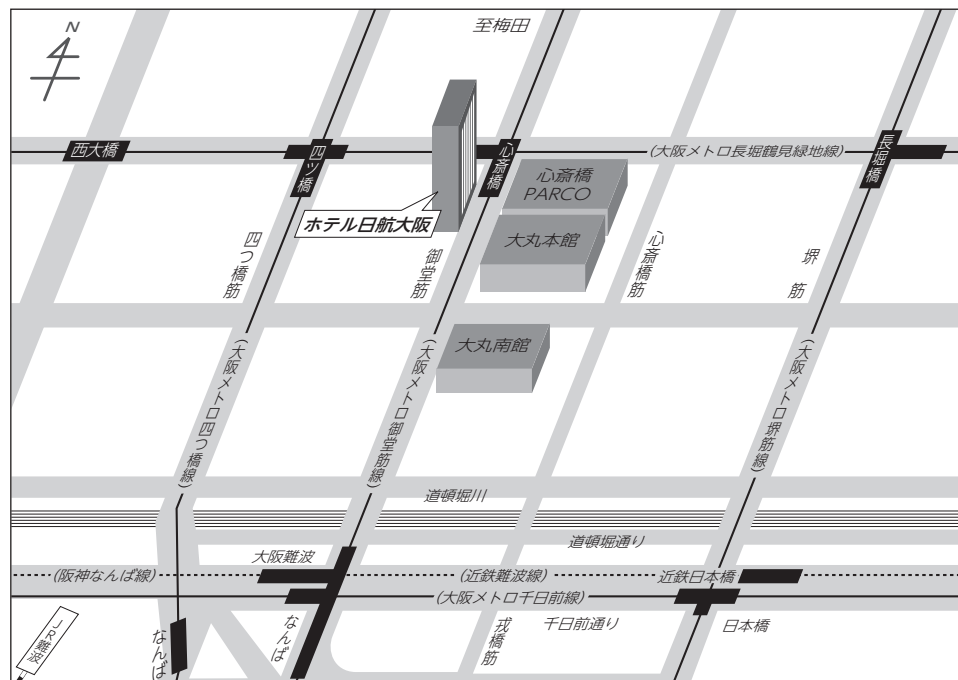 N
至梅田
西大橋
四ツ橋
心斎橋
(大阪メトロ長堀鶴見緑地線)
長堀橋
心斎橋
PARCO
ホテル日航大阪
大丸本館
四つ橋筋
御堂筋
心斎橋筋
堺筋
大丸南館
(大阪メトロ四つ橋線)
(大阪メトロ御堂筋線)
(大阪メトロ堺筋線)
道頓堀川
道頓堀通り
大阪難波
(阪神なんば線)
(近鉄難波線)
近鉄日本橋
(大阪メトロ千日前線)
JR難波
なんば
なんば
戎橋筋
千日前通り
日本橋